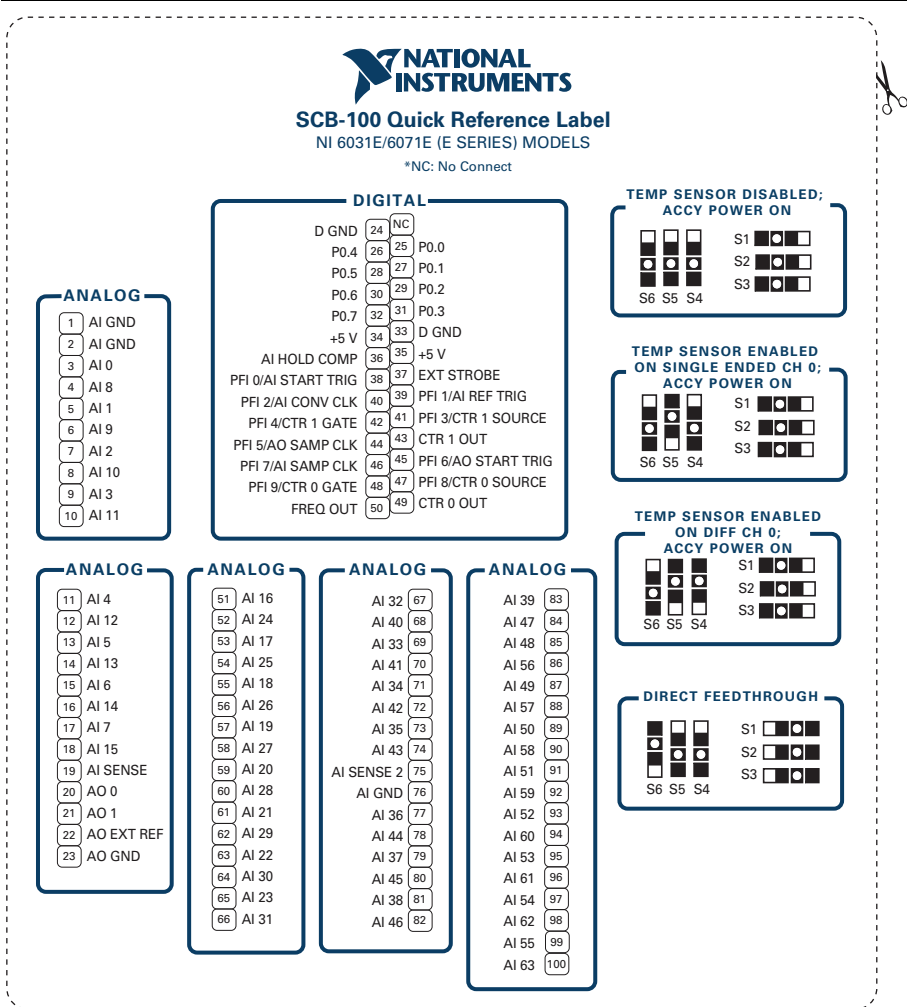 NATIONAL
INSTRUMENTS
SCB-100 Quick Reference Label
NI 6031E/6071E (E SERIES) MODELS
*NC: No Connect
ANALOG
1 AI GND
2 AI GND
3 AI 0
4 AI 8
5 AI 1
6 AI 9
7 AI 2
8 AI 10
9 AI 3
10 AI 11
DIGITAL
NC
D GND 24
25 P0.0
P0.4 26
27 P0.1
P0.5 28
29 P0.2
P0.6 30
31 P0.3
P0.7 32
33 D GND
+5 V 34
35 +5 V
AI HOLD COMP 36
37 EXT STROBE
PFI 0/AI START TRIG 38
39 PFI 1/AI REF TRIG
PFI 2/AI CONV CLK 40
41 PFI 3/CTR 1 SOURCE
PFI 4/CTR 1 GATE 42
43 CTR 1 OUT
PFI 5/AO SAMP CLK 44
45 PFI 6/AO START TRIG
PFI 7/AI SAMP CLK 46
47 PFI 8/CTR 0 SOURCE
PFI 9/CTR 0 GATE 48
49 CTR 0 OUT
FREQ OUT 50
TEMP SENSOR DISABLED;
ACCY POWER ON
S1
S2
S3
S6 S5 S4
TEMP SENSOR ENABLED
ON SINGLE ENDED CH 0;
ACCY POWER ON
S1
S2
S3
S6 S5 S4
TEMP SENSOR ENABLED
ON DIFF CH 0;
ACCY POWER ON
S1
S2
S3
S6 S5 S4
DIRECT FEEDTHROUGH
S1
S2
S3
S6 S5 S4
ANALOG
11 AI 4
12 AI 12
13 AI 5
14 AI 13
15 AI 6
16 AI 14
17 AI 7
18 AI 15
19 AI SENSE
20 AO 0
21 AO 1
22 AO EXT REF
23 AO GND
ANALOG
51 AI 16
52 AI 24
53 AI 17
54 AI 25
55 AI 18
56 AI 26
57 AI 19
58 AI 27
59 AI 20
60 AI 28
61 AI 21
62 AI 29
63 AI 22
64 AI 30
65 AI 23
66 AI 31
ANALOG
AI 32 67
AI 40 68
AI 33 69
AI 41 70
AI 34 71
AI 42 72
AI 35 73
AI 43 74
AI SENSE 2 75
AI GND 76
AI 36 77
AI 44 78
AI 37 79
AI 45 80
AI 38 81
AI 46 82
ANALOG
AI 39 83
AI 47 84
AI 48 85
AI 56 86
AI 49 87
AI 57 88
AI 50 89
AI 58 90
AI 51 91
AI 59 92
AI 52 93
AI 60 94
AI 53 95
AI 61 96
AI 54 97
AI 62 98
AI 55 99
AI 63 100